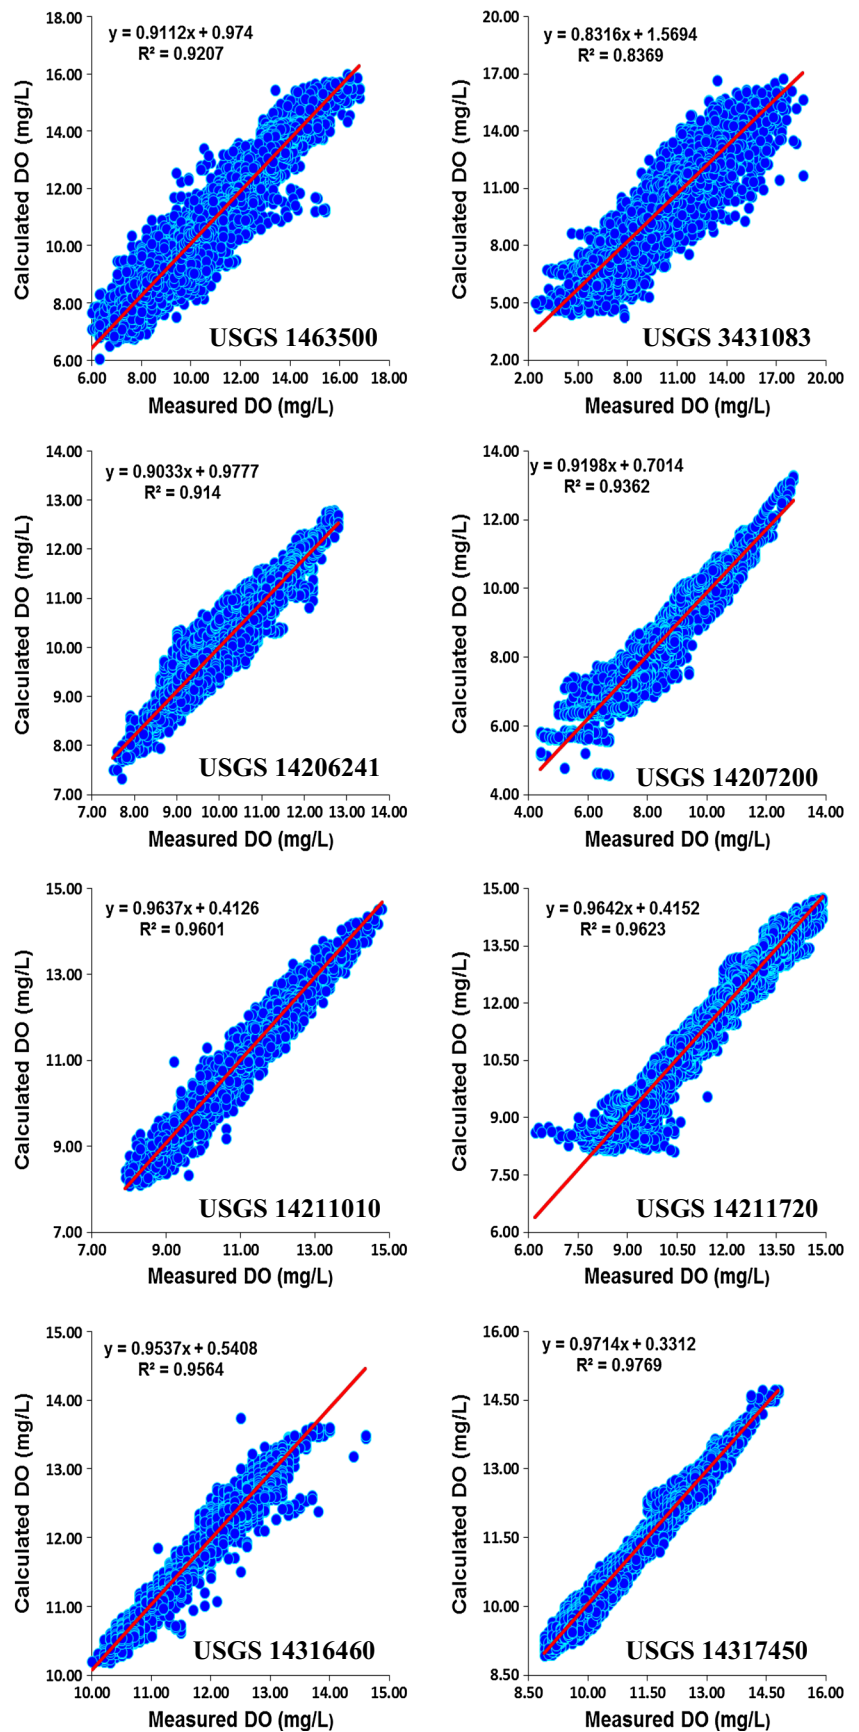 y = 0.9112x + 0.974
R² = 0.9207
Calculated DO (mg/L)
18.00
16.00
14.00
12.00
10.00
8.00
6.00
USGS 1463500
6.00 8.00 10.00 12.00 14.00 16.00 18.00
Measured DO (mg/L)
y = 0.8316x + 1.5694
R² = 0.8369
Calculated DO (mg/L)
20.00
17.00
14.00
11.00
8.00
5.00
2.00
USGS 3431083
2.00 5.00 8.00 11.00 14.00 17.00 20.00
Measured DO (mg/L)
y = 0.9033x + 0.9777
R² = 0.914
Calculated DO (mg/L)
14.00
13.00
12.00
11.00
10.00
9.00
8.00
7.00
USGS 14206241
7.00 8.00 9.00 10.00 11.00 12.00 13.00 14.00
Measured DO (mg/L)
y = 0.9198x + 0.7014
R² = 0.9362
Calculated DO (mg/L)
14.00
12.00
10.00
8.00
6.00
4.00
USGS 14207200
4.00 6.00 8.00 10.00 12.00 14.00
Measured DO (mg/L)
y = 0.9637x + 0.4126
R² = 0.9601
Calculated DO (mg/L)
15.00
13.00
11.00
9.00
7.00
USGS 14211010
7.00 9.00 11.00 13.00 15.00
Measured DO (mg/L)
y = 0.9642x + 0.4152
R² = 0.9623
Calculated DO (mg/L)
15.00
13.50
12.00
10.50
9.00
7.50
6.00
USGS 14211720
6.00 7.50 9.00 10.50 12.00 13.50 15.00
Measured DO (mg/L)
y = 0.9537x + 0.5408
R² = 0.9564
Calculated DO (mg/L)
15.00
14.00
13.00
12.00
11.00
10.00
USGS 14316460
10.00 11.00 12.00 13.00 14.00 15.00
Measured DO (mg/L)
y = 0.9714x + 0.3312
R² = 0.9769
Calculated DO (mg/L)
16.00
14.50
13.00
11.50
10.00
8.50
USGS 14317450
8.50 10.00 11.50 13.00 14.50 16.00
Measured DO (mg/L)